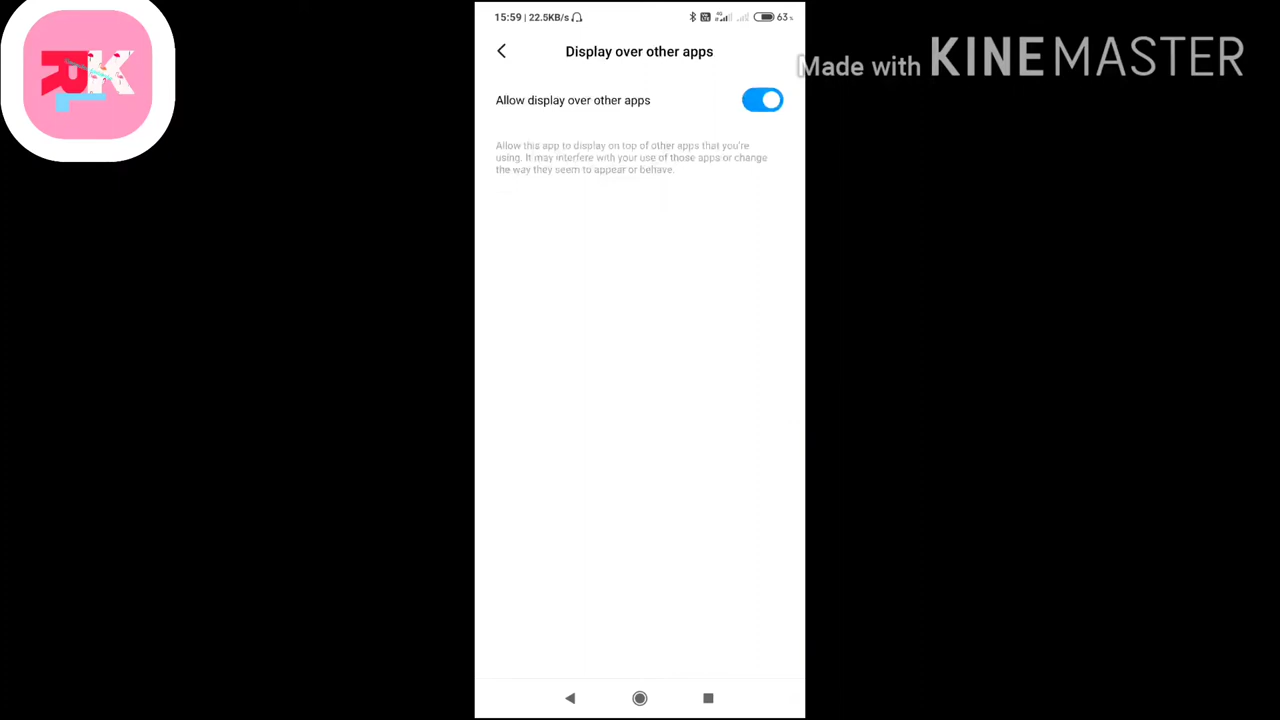 15:59 | 22.5KB/s
4G
63%
Display over other apps
Made with KINEMASTER
RK
Allow display over other apps
Allow this app to display on top of other apps that you're
using. It may interfere with your use of those apps or change
the way they seem to appear or behave.